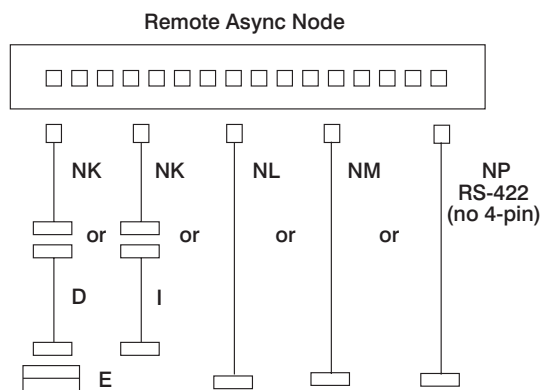 Remote Async Node
NK NK NL NM NP
RS-422
(no 4-pin)
or or or or
D I
E